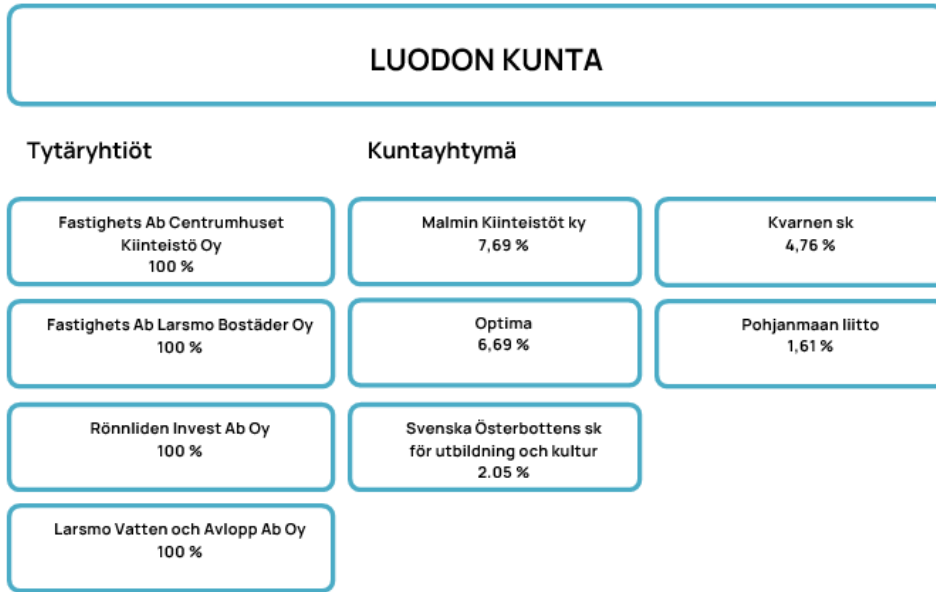 LUODON KUNTA
Tytäryhtiöt
Kuntayhtymä
Fastighets Ab Centrumhuset
Kiinteistö Oy
100 %
Malmin Kiinteistöt ky
7,69 %
Kvarnen sk
4,76 %
Fastighets Ab Larsmo Bostäder Oy
100 %
Optima
6,69 %
Pohjanmaan liitto
1,61 %
Rönnliden Invest Ab Oy
100 %
Svenska Österbottens sk
för utbildning och kultur
2.05 %
Larsmo Vatten och Avlopp Ab Oy
100 %